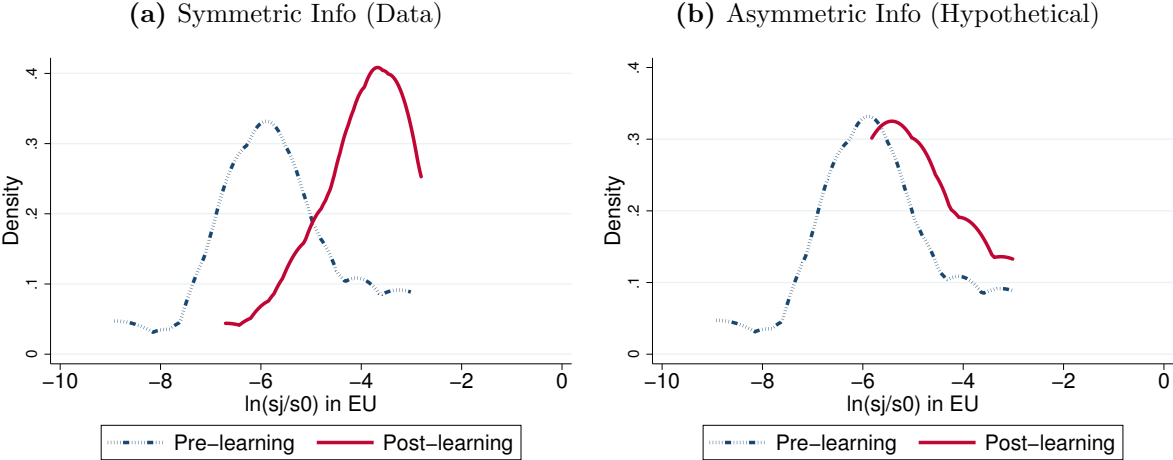 (a) Symmetric Info (Data)
.4
.3
.2
.1
0
Density
−10 −8 −6 −4 −2 0
ln(sj/s0) in EU
Pre−learning Post−learning
(b) Asymmetric Info (Hypothetical)
.4
.3
.2
.1
0
Density
−10 −8 −6 −4 −2 0
ln(sj/s0) in EU
Pre−learning Post−learning